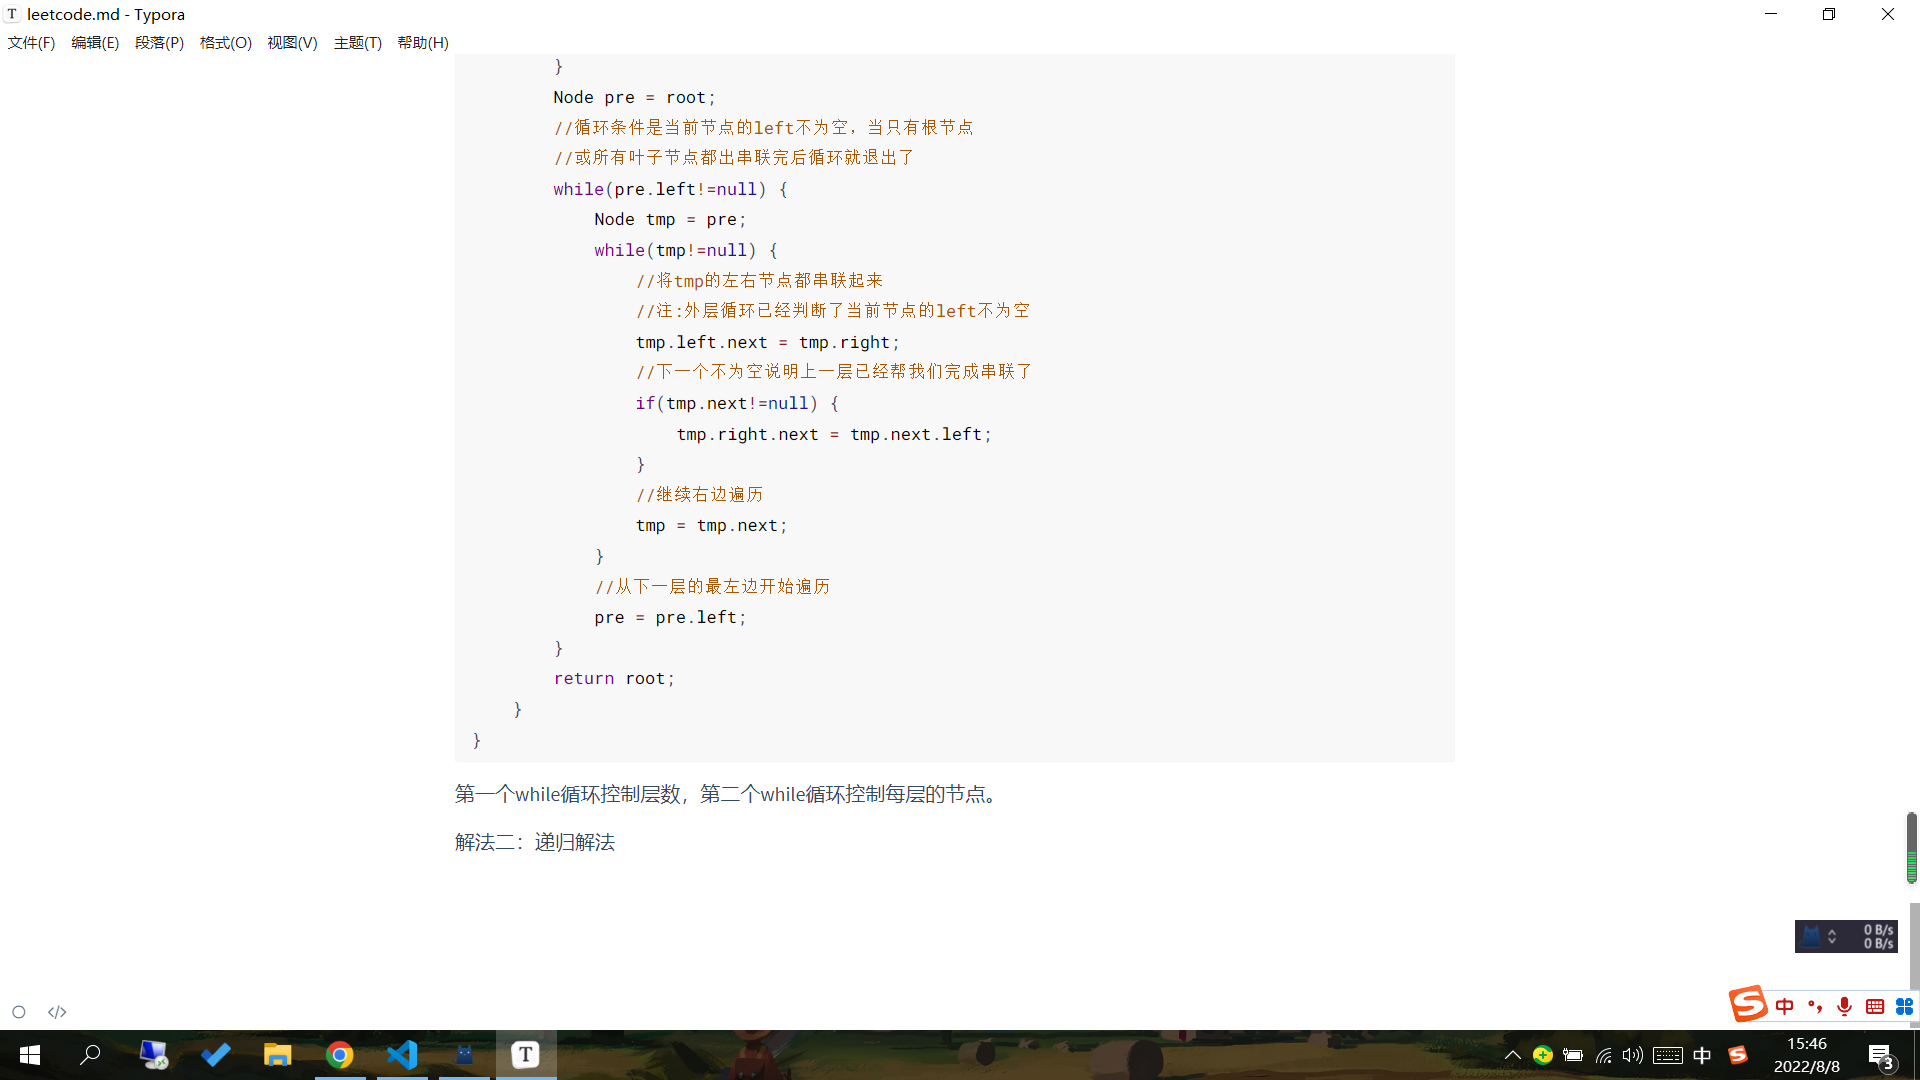 leetcode.md - Typora
文件(F) 编辑(E) 段落(P) 格式(O) 视图(V) 主题(T) 帮助(H)
}
Node pre = root;
//循环条件是当前节点的left不为空，当只有根节点
//或所有叶子节点都出串联完后循环就退出了
while(pre.left!=null) {
Node tmp = pre;
while(tmp!=null) {
//将tmp的左右节点都串联起来
//注:外层循环已经判断了当前节点的left不为空
tmp.left.next = tmp.right;
//下一个不为空说明上一层已经帮我们完成串联了
if(tmp.next!=null) {
tmp.right.next = tmp.next.left;
}
//继续右边遍历
tmp = tmp.next;
}
//从下一层的最左边开始遍历
pre = pre.left;
}
return root;
}
}
第一个while循环控制层数，第二个while循环控制每层的节点。
解法二：递归解法
0 B/s
0 B/s
中
中
15:46
2022/8/8
3